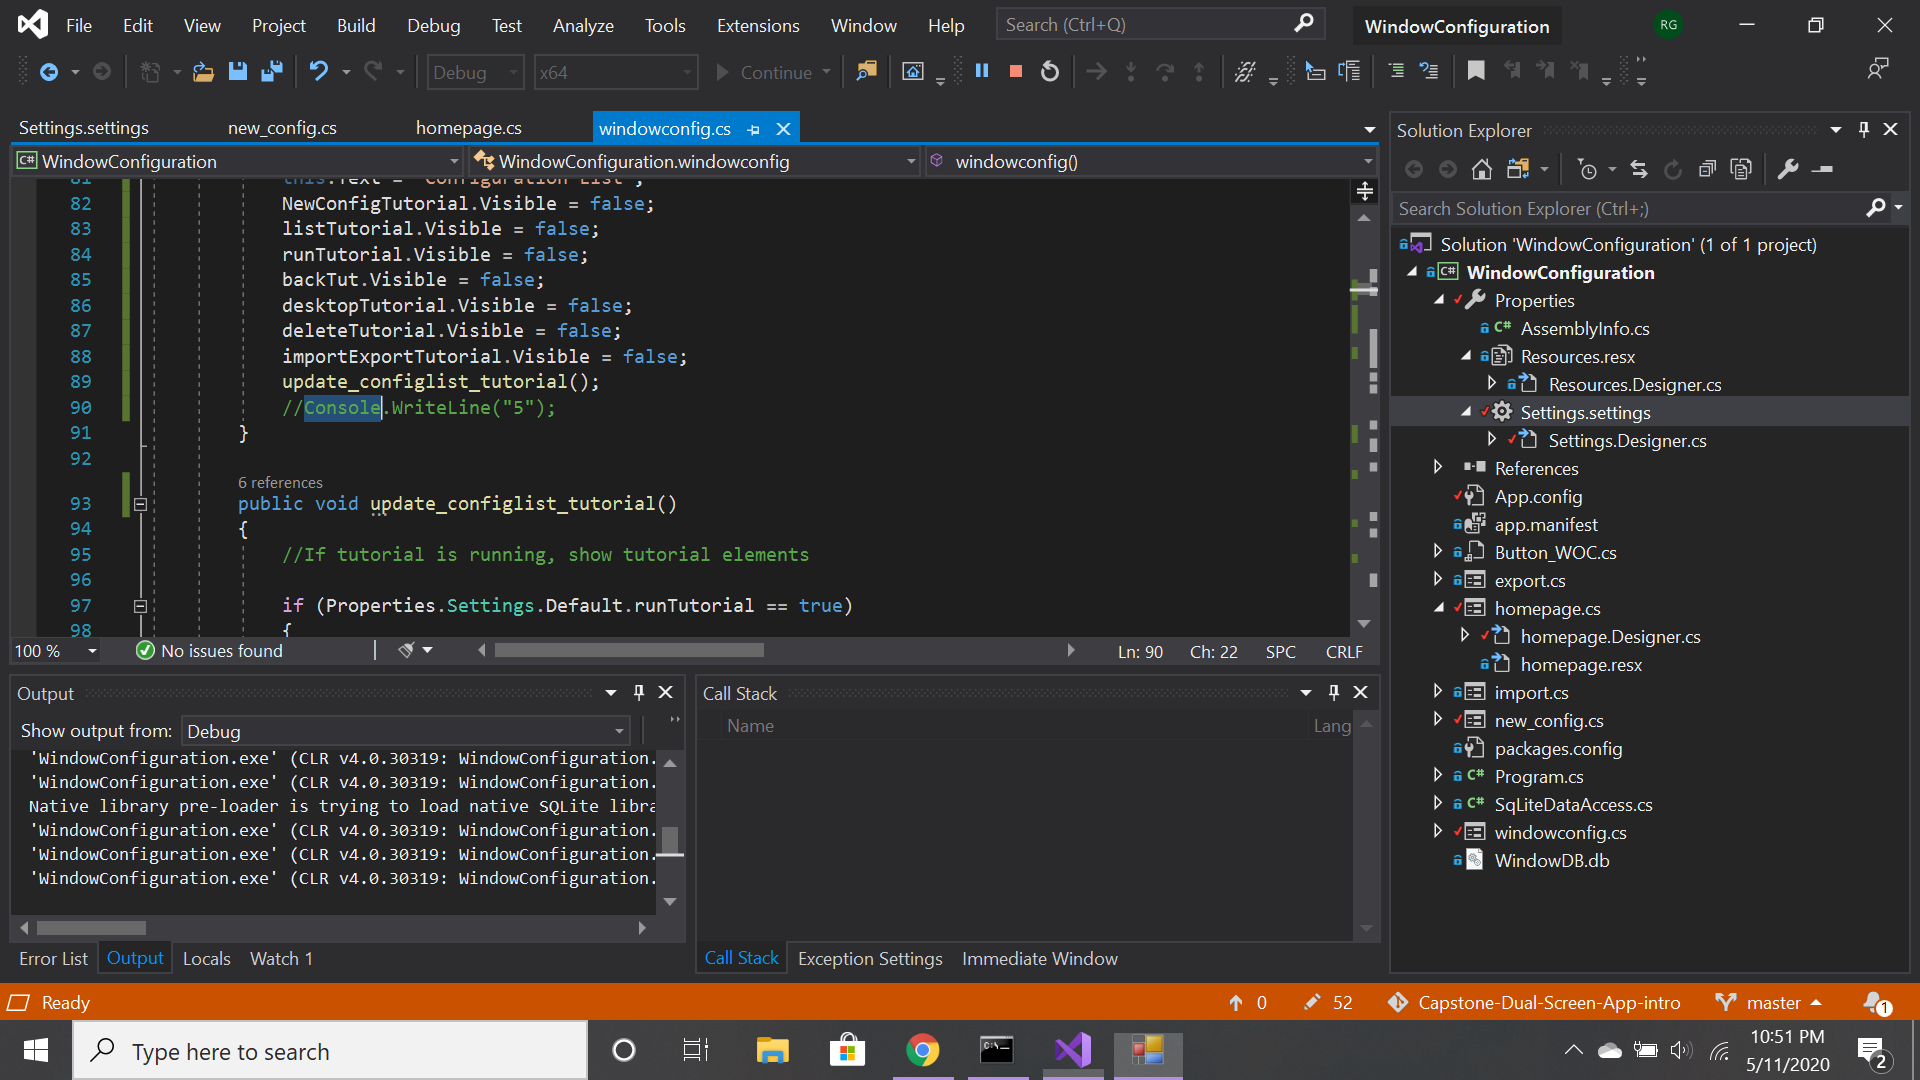 File Edit View Project Build Debug Test Analyze Tools Extensions Window Help Search (Ctrl+Q) WindowConfiguration RG
Debug x64 Continue
Settings.settings new_config.cs homepage.cs windowconfig.cs
C# WindowConfiguration WindowConfiguration.windowconfig windowconfig()
81 this.Text = "Configuration List";
82 NewConfigTutorial.Visible = false;
83 listTutorial.Visible = false;
84 runTutorial.Visible = false;
85 backTut.Visible = false;
86 desktopTutorial.Visible = false;
87 deleteTutorial.Visible = false;
88 importExportTutorial.Visible = false;
89 update_configlist_tutorial();
90 //Console.WriteLine("5");
91 }
92
6 references
93 public void update_configlist_tutorial()
94 {
95 //If tutorial is running, show tutorial elements
96
97 if (Properties.Settings.Default.runTutorial == true)
98 {
100 % No issues found Ln: 90 Ch: 22 SPC CRLF
Output
Show output from: Debug
'WindowConfiguration.exe' (CLR v4.0.30319: WindowConfiguration.
'WindowConfiguration.exe' (CLR v4.0.30319: WindowConfiguration.
Native library pre-loader is trying to load native SQLite libra
'WindowConfiguration.exe' (CLR v4.0.30319: WindowConfiguration.
'WindowConfiguration.exe' (CLR v4.0.30319: WindowConfiguration.
'WindowConfiguration.exe' (CLR v4.0.30319: WindowConfiguration.
Error List Output Locals Watch 1
Call Stack
Name Lang
Call Stack Exception Settings Immediate Window
Solution Explorer
Search Solution Explorer (Ctrl+;)
Solution 'WindowConfiguration' (1 of 1 project)
C# WindowConfiguration
Properties
C# AssemblyInfo.cs
Resources.resx
Resources.Designer.cs
Settings.settings
Settings.Designer.cs
References
App.config
app.manifest
Button_WOC.cs
export.cs
homepage.cs
homepage.Designer.cs
homepage.resx
import.cs
new_config.cs
packages.config
C# Program.cs
C# SqLiteDataAccess.cs
windowconfig.cs
WindowDB.db
Ready 0 52 Capstone-Dual-Screen-App-intro master 1
Type here to search
10:51 PM
5/11/2020
2